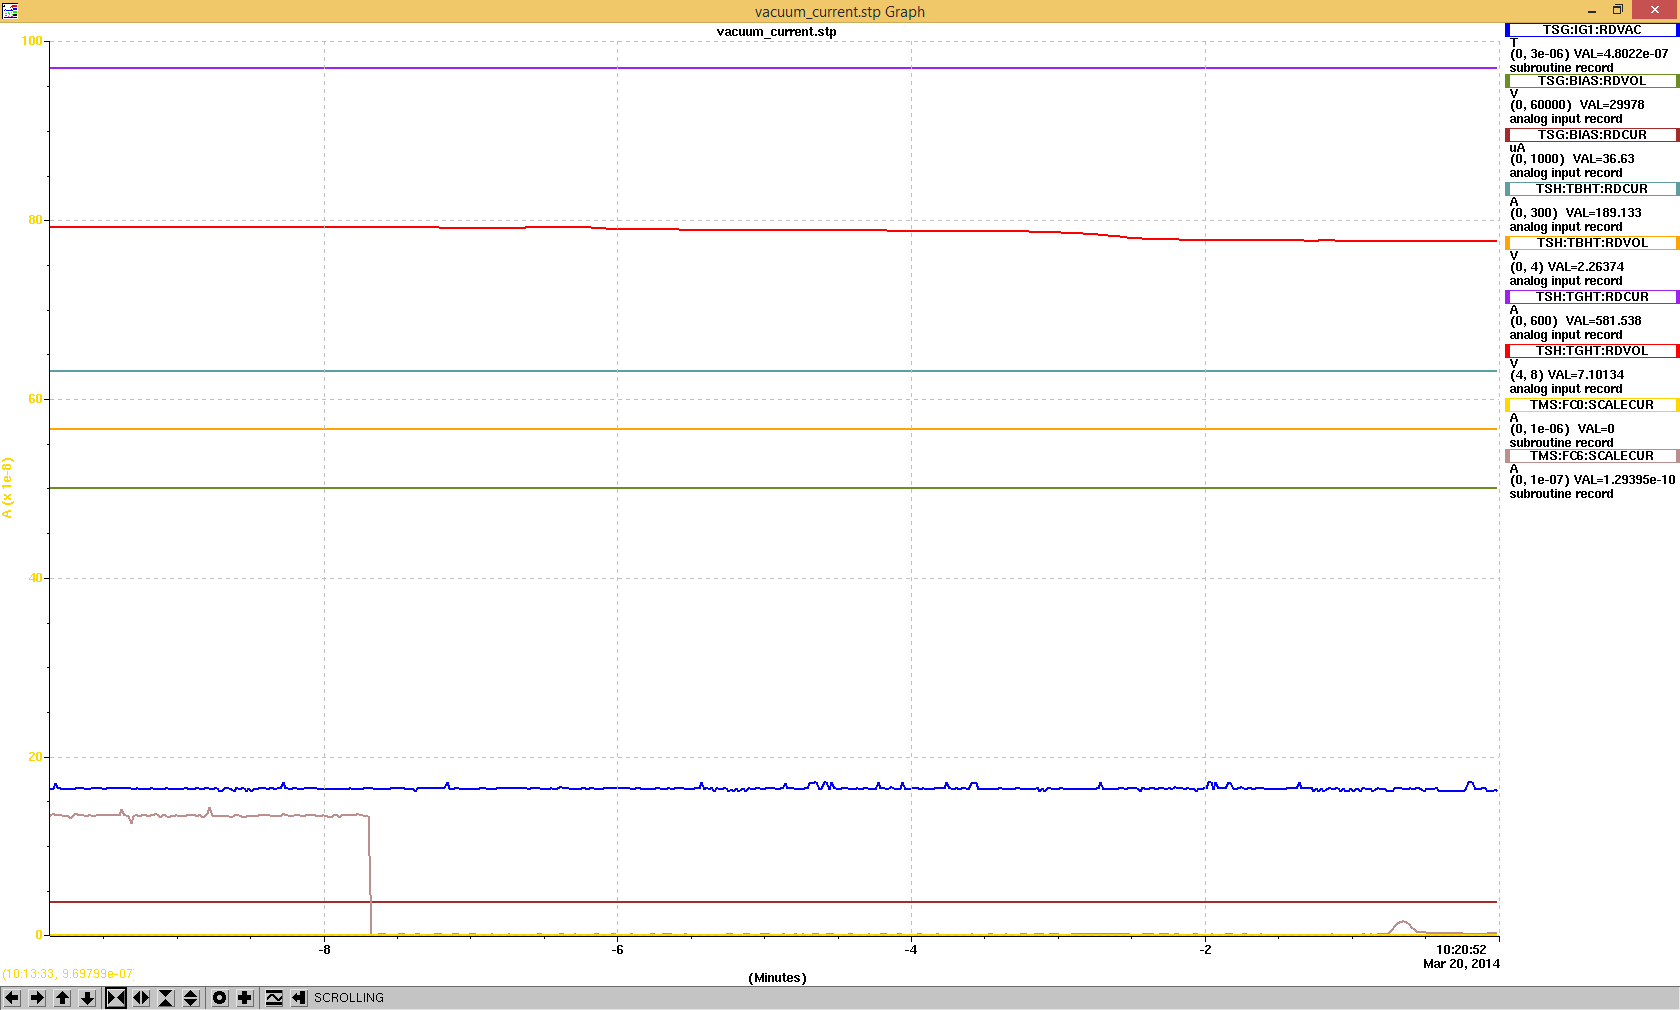 vacuum_current.stp Graph
vacuum_current.stp
100
80
60
40
20
0
A (x 1e-8)
-8
-6
-4
-2
10:20:52
Mar 20, 2014
(Minutes)
(10:13:33, 9.69799e-07
SCROLLING
TSG:IG1:RDVAC
T
(0, 3e-06) VAL=4.8022e-07
subroutine record
TSG:BIAS:RDVOL
V
(0, 60000) VAL=29978
analog input record
TSG:BIAS:RDCUR
uA
(0, 1000) VAL=36.63
analog input record
TSH:TBHT:RDCUR
A
(0, 300) VAL=189.133
analog input record
TSH:TBHT:RDVOL
V
(0, 4) VAL=2.26374
analog input record
TSH:TGHT:RDCUR
A
(0, 600) VAL=581.538
analog input record
TSH:TGHT:RDVOL
V
(4, 8) VAL=7.10134
analog input record
TMS:FC0:SCALECUR
A
(0, 1e-06) VAL=0
subroutine record
TMS:FC6:SCALECUR
A
(0, 1e-07) VAL=1.29395e-10
subroutine record